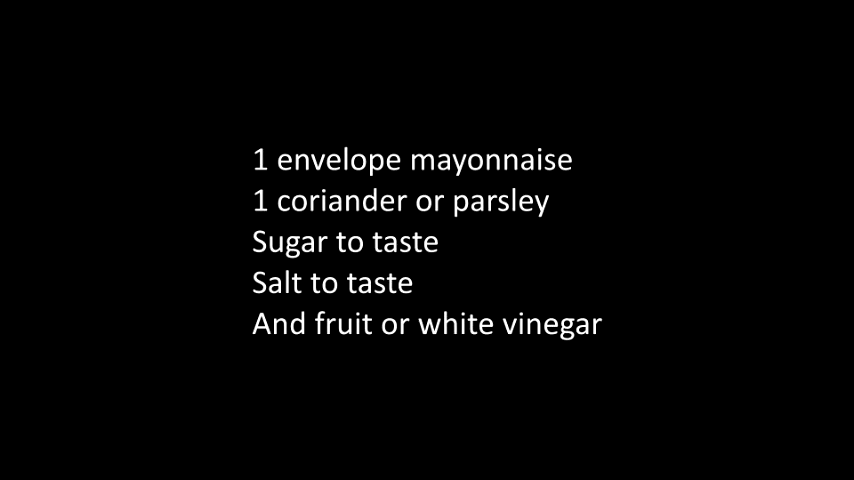 1 envelope mayonnaise
1 coriander or parsley
Sugar to taste
Salt to taste
And fruit or white vinegar